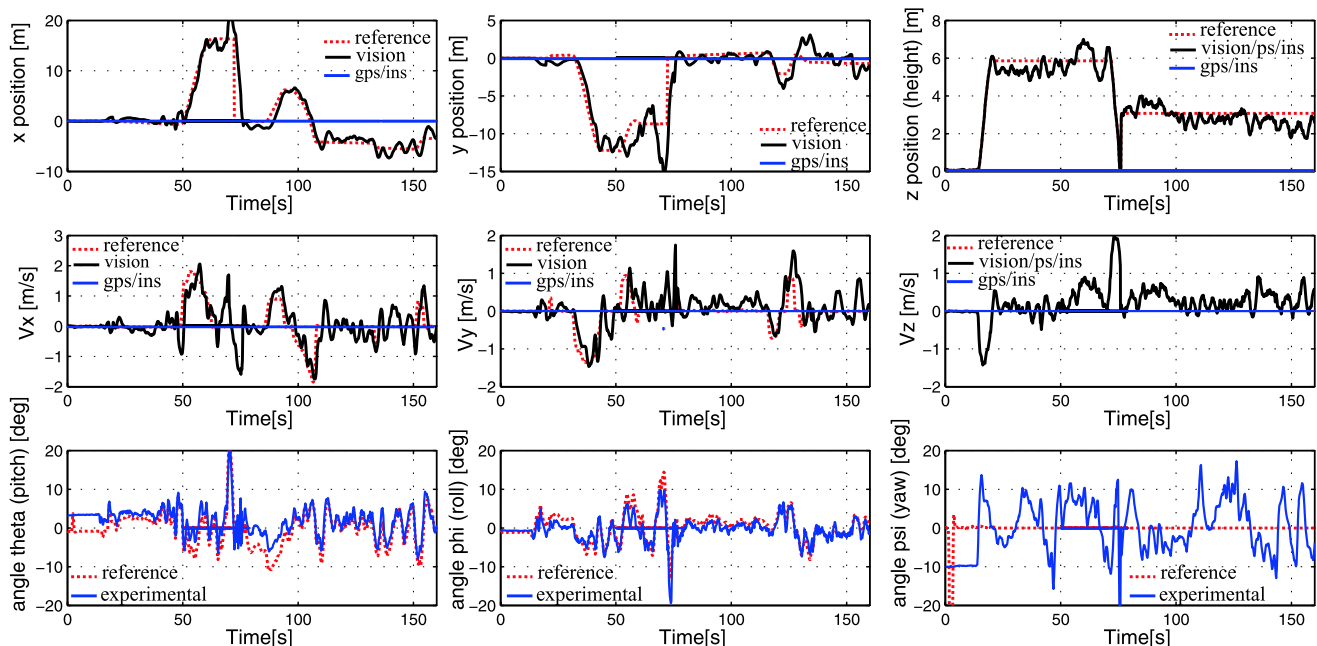 x position [m]
20
10
0
−10
reference
vision
gps/ins
0 50 100 150
Time[s]
y position [m]
5
0
−5
−10
−15
reference
vision
gps/ins
0 50 100 150
Time[s]
z position (height) [m]
8
6
4
2
0
reference
vision/ps/ins
gps/ins
0 50 100 150
Time[s]
Vx [m/s]
3
2
1
0
−1
−2
reference
vision
gps/ins
0 50 100 150
Time[s]
Vy [m/s]
2
1
0
−1
−2
reference
vision
gps/ins
0 50 100 150
Time[s]
Vz [m/s]
2
1
0
−1
−2
reference
vision/ps/ins
gps/ins
0 50 100 150
Time[s]
angle theta (pitch) [deg]
20
10
0
−10
−20
reference
experimental
0 50 100 150
Time[s]
angle phi (roll) [deg]
20
10
0
−10
−20
reference
experimental
0 50 100 150
Time[s]
angle psi (yaw) [deg]
20
10
0
−10
−20
reference
experimental
0 50 100 150
Time[s]